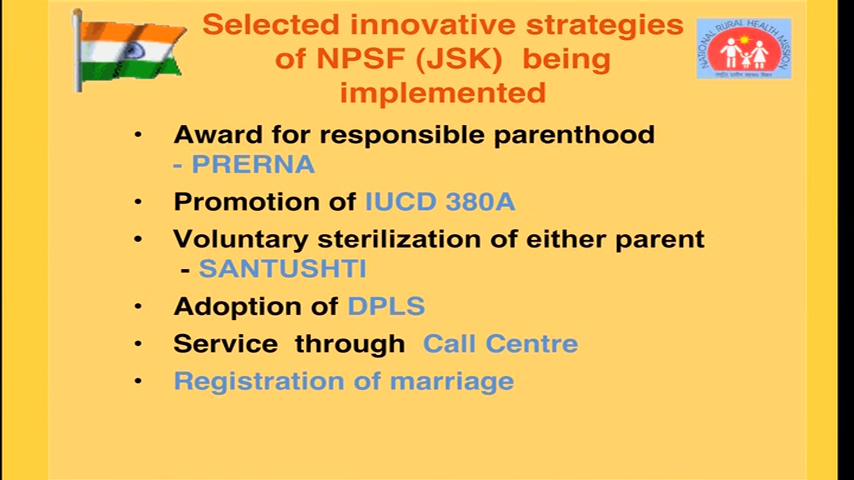 Selected innovative strategies
of NPSF (JSK) being
implemented
NATIONAL RURAL HEALTH MISSION
• Award for responsible parenthood
- PRERNA
• Promotion of IUCD 380A
• Voluntary sterilization of either parent
- SANTUSHTI
• Adoption of DPLS
• Service through Call Centre
• Registration of marriage